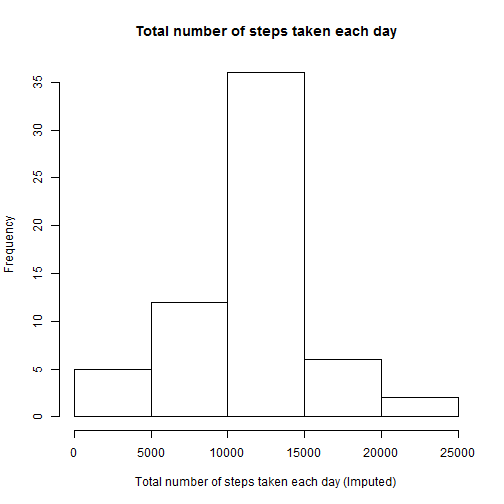 Total number of steps taken each day
Frequency
35
30
25
20
15
10
5
0
0 5000 10000 15000 20000 25000
Total number of steps taken each day (Imputed)